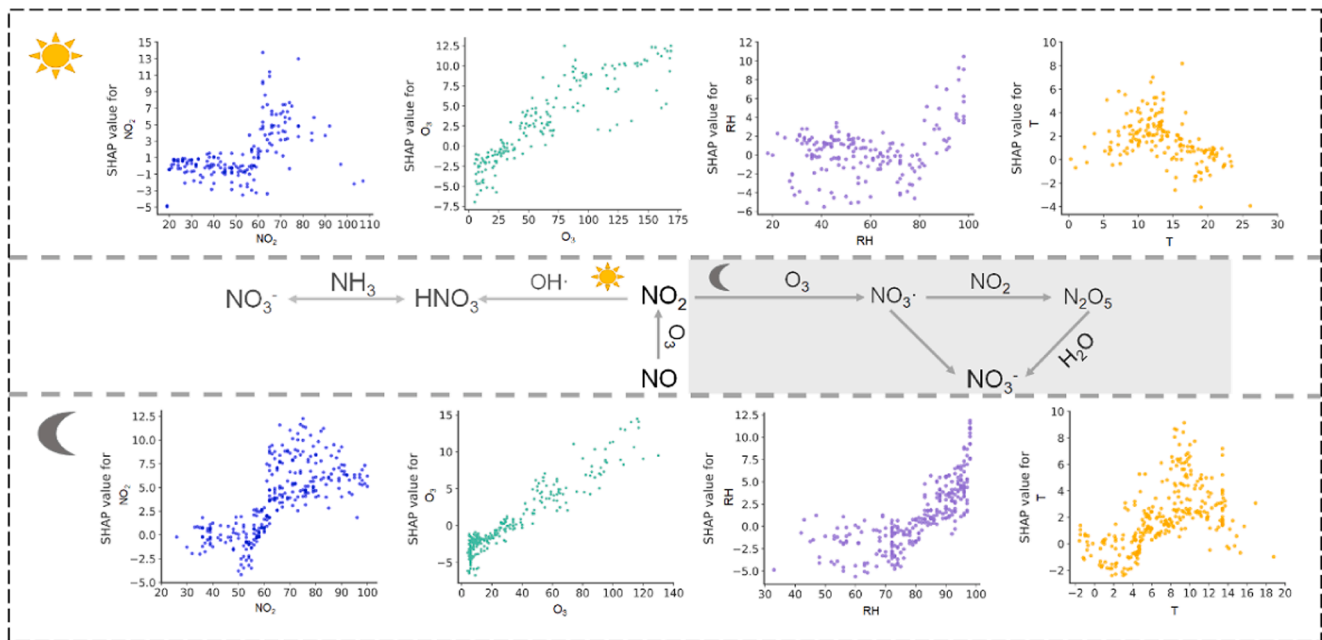 15
13
11
9
7
5
3
1
−1
−3
−5
SHAP value for
NO₂
20 30 40 50 60 70 80 90 100 110
NO₂
12.5
10.0
7.5
5.0
2.5
0.0
−2.5
−5.0
−7.5
SHAP value for
O₃
0 25 50 75 100 125 150 175
O₃
12
10
8
6
4
2
0
−2
−4
−6
SHAP value for
RH
20 40 60 80 100
RH
10
8
6
4
2
0
−2
−4
SHAP value for
T
0 5 10 15 20 25 30
T
NO₃⁻ NH₃ HNO₃ OH· NO₂ O₃ NO₃· NO₂ N₂O₅
O₃
H₂O
NO
NO₃⁻
12.5
10.0
7.5
5.0
2.5
0.0
−2.5
−5.0
SHAP value for
NO₂
20 30 40 50 60 70 80 90 100
NO₂
15
10
5
0
−5
SHAP value for
O₃
0 20 40 60 80 100 120 140
O₃
12.5
10.0
7.5
5.0
2.5
0.0
−2.5
−5.0
SHAP value for
RH
30 40 50 60 70 80 90 100
RH
10
8
6
4
2
0
−2
SHAP value for
T
−2 0 2 4 6 8 10 12 14 16 18 20
T